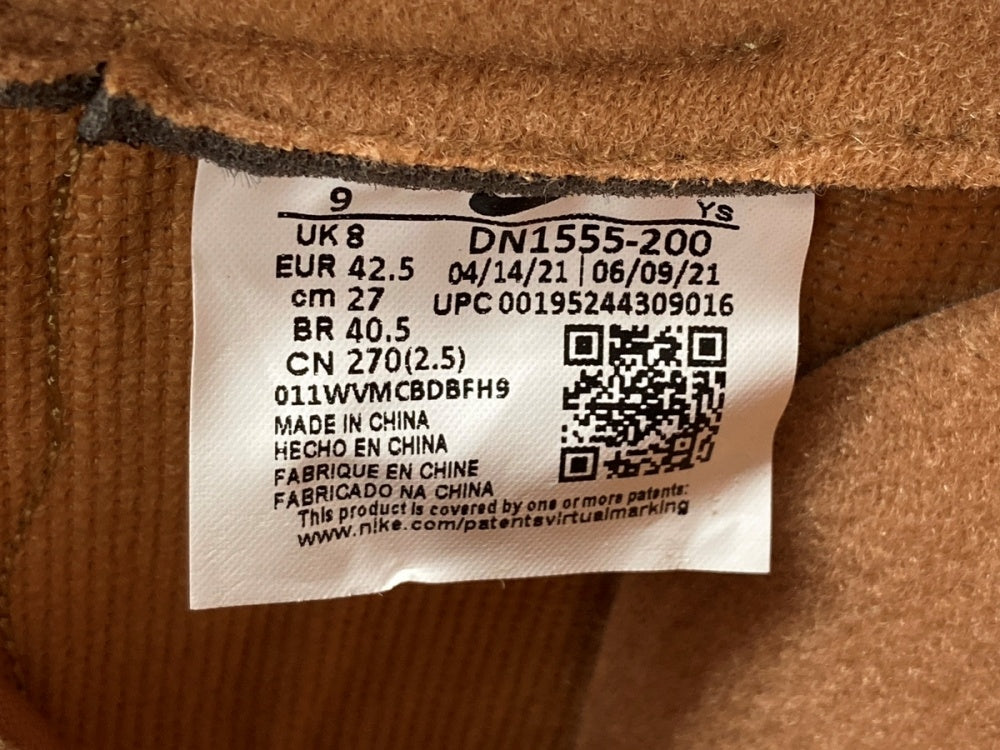 9 YS
UK 8
DN1555-200
EUR 42.5
04/14/21 | 06/09/21
cm 27
UPC 00195244309016
BR 40.5
CN 270(2.5)
011WVMCBDBFH9
MADE IN CHINA
HECHO EN CHINA
FABRIQUE EN CHINE
FABRICADO NA CHINA
This product is covered by one or more patents:
www.nike.com/patentsvirtualmarking